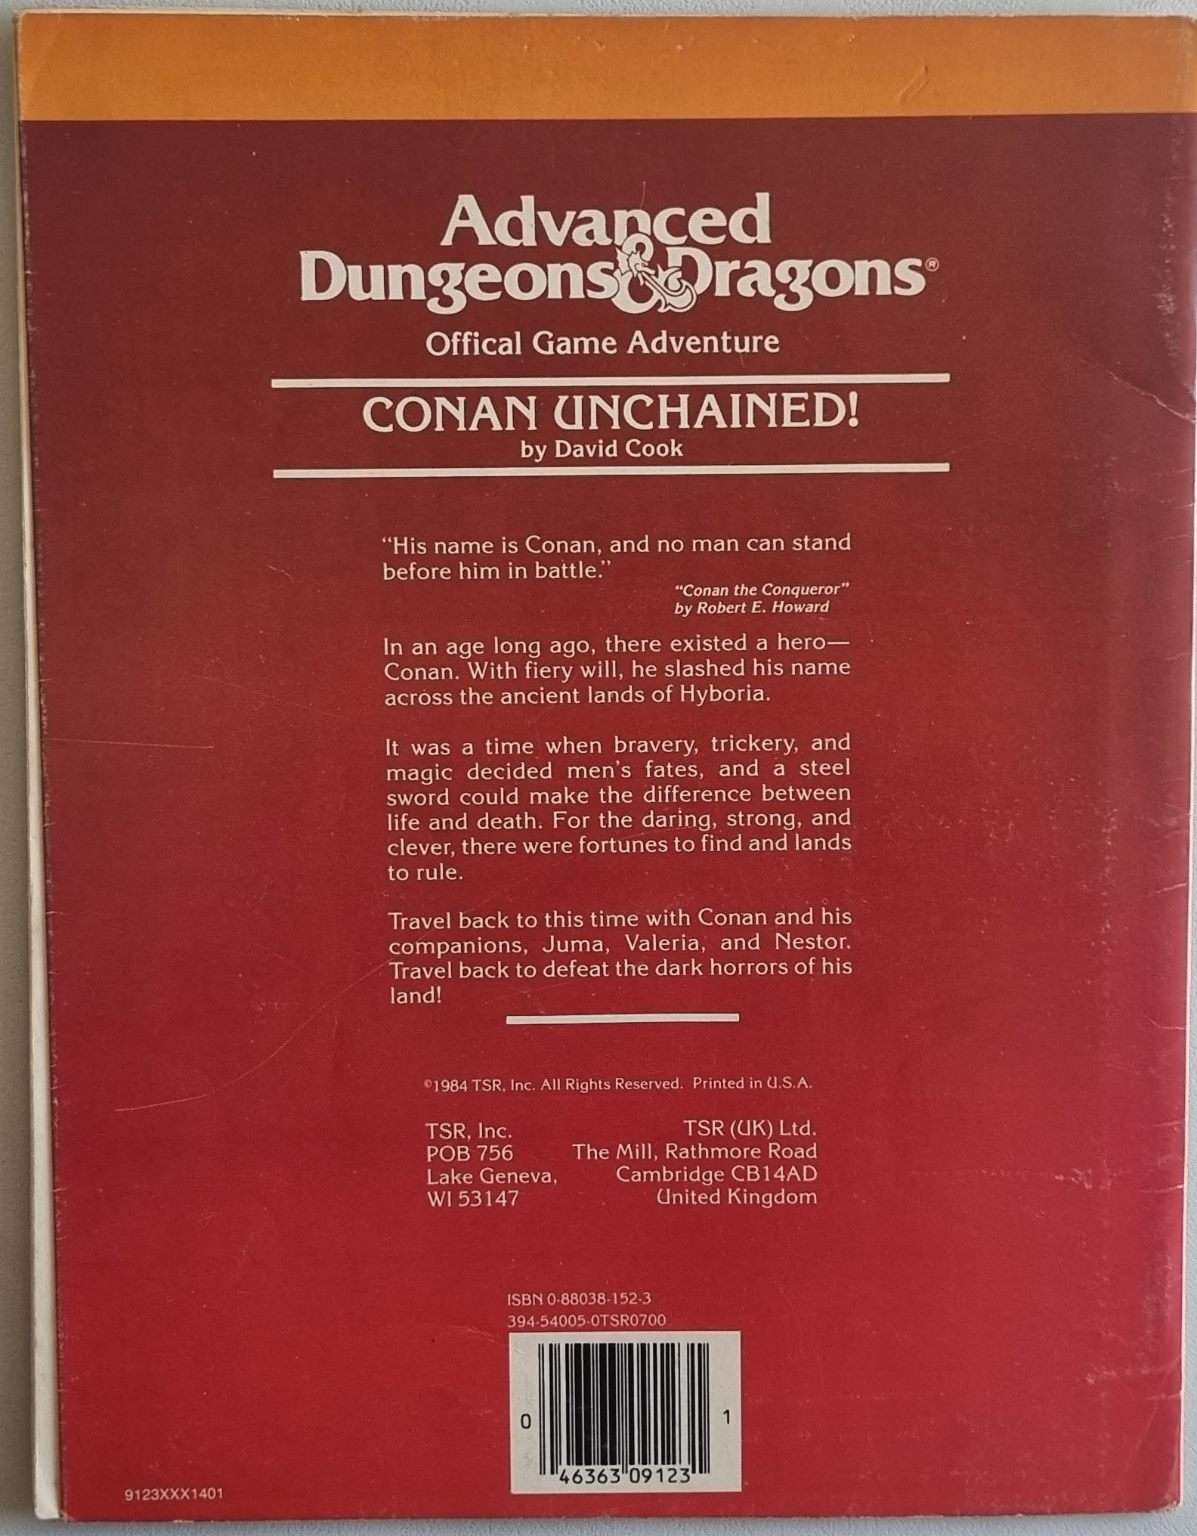 Advanced
Dungeons & Dragons®
Offical Game Adventure
CONAN UNCHAINED!
by David Cook
“His name is Conan, and no man can stand
before him in battle.”
“Conan the Conqueror”
by Robert E. Howard
In an age long ago, there existed a hero—
Conan. With fiery will, he slashed his name
across the ancient lands of Hyboria.
It was a time when bravery, trickery, and
magic decided men's fates, and a steel
sword could make the difference between
life and death. For the daring, strong, and
clever, there were fortunes to find and lands
to rule.
Travel back to this time with Conan and his
companions, Juma, Valeria, and Nestor.
Travel back to defeat the dark horrors of his
land!
©1984 TSR, Inc. All Rights Reserved. Printed in U.S.A.
TSR, Inc.
POB 756
Lake Geneva,
WI 53147
TSR (UK) Ltd.
The Mill, Rathmore Road
Cambridge CB14AD
United Kingdom
ISBN 0-88038-152-3
394-54005-0TSR0700
0 46363 09123 1
9123XXX1401